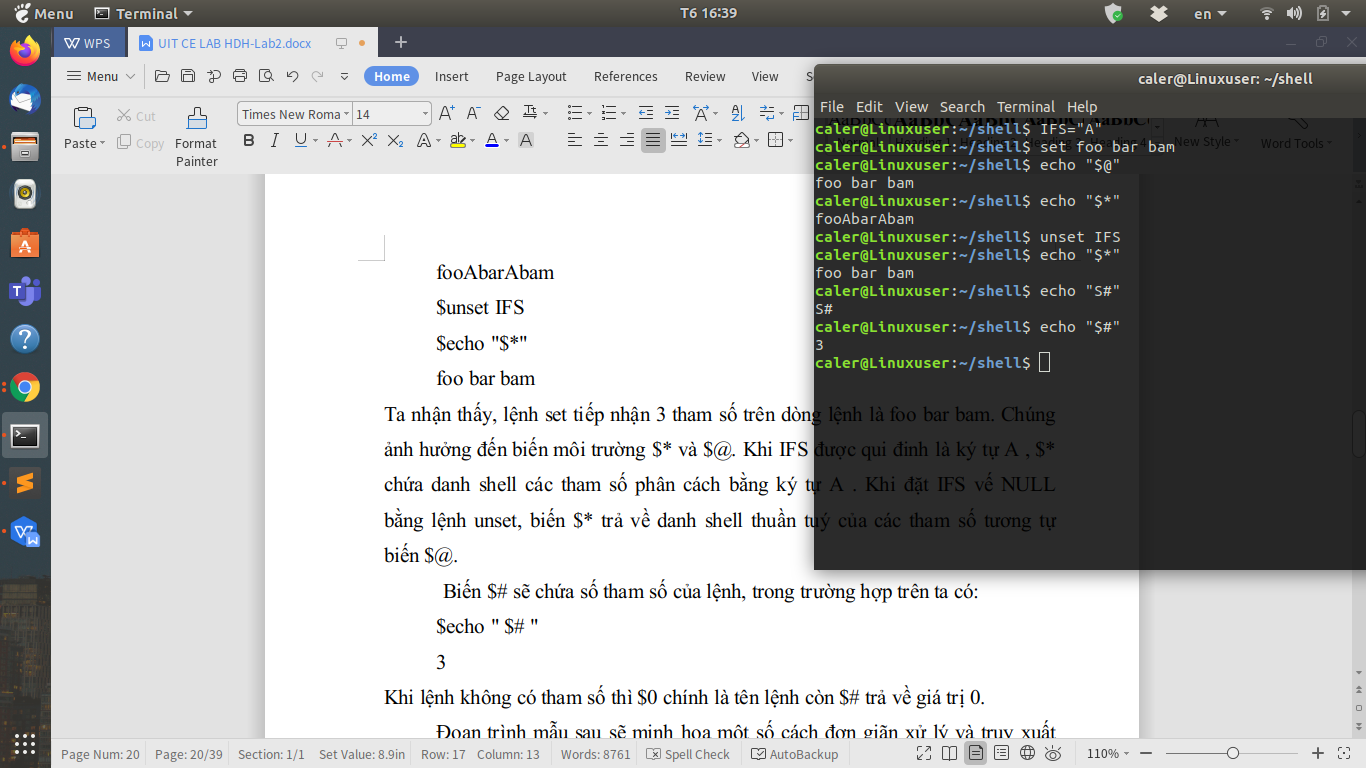 Menu Terminal T6 16:39 en
WPS UIT CE LAB HDH-Lab2.docx
Menu Home Insert Page Layout References Review View S
caler@Linuxuser: ~/shell
File Edit View Search Terminal Help
Paste Cut Copy Format Painter Times New Roma 14
New Style Word Tools
caler@Linuxuser:~/shell$ IFS="A"
caler@Linuxuser:~/shell$ set foo bar bam
caler@Linuxuser:~/shell$ echo "$@"
foo bar bam
caler@Linuxuser:~/shell$ echo "$*"
fooAbarAbam
caler@Linuxuser:~/shell$ unset IFS
caler@Linuxuser:~/shell$ echo "$*"
foo bar bam
caler@Linuxuser:~/shell$ echo "S#"
S#
caler@Linuxuser:~/shell$ echo "$#"
3
caler@Linuxuser:~/shell$
fooAbarAbam
$unset IFS
$echo "$*"
foo bar bam
Ta nhận thấy, lệnh set tiếp nhận 3 tham số trên dòng lệnh là foo bar bam. Chúng
ảnh hưởng đến biến môi trường $* và $@. Khi IFS được qui đinh là ký tự A , $*
chứa danh shell các tham số phân cách bằng ký tự A . Khi đặt IFS về NULL
bằng lệnh unset, biến $* trả về danh shell thuần tuý của các tham số tương tự
biến $@.
Biến $# sẽ chứa số tham số của lệnh, trong trường hợp trên ta có:
$echo " $# "
3
Khi lệnh không có tham số thì $0 chính là tên lệnh còn $# trả về giá trị 0.
Đoạn trình mẫu sau sẽ minh họa một số cách đơn giãn xử lý và truy xuất
Page Num: 20 Page: 20/39 Section: 1/1 Set Value: 8.9in Row: 17 Column: 13 Words: 8761 Spell Check AutoBackup 110%